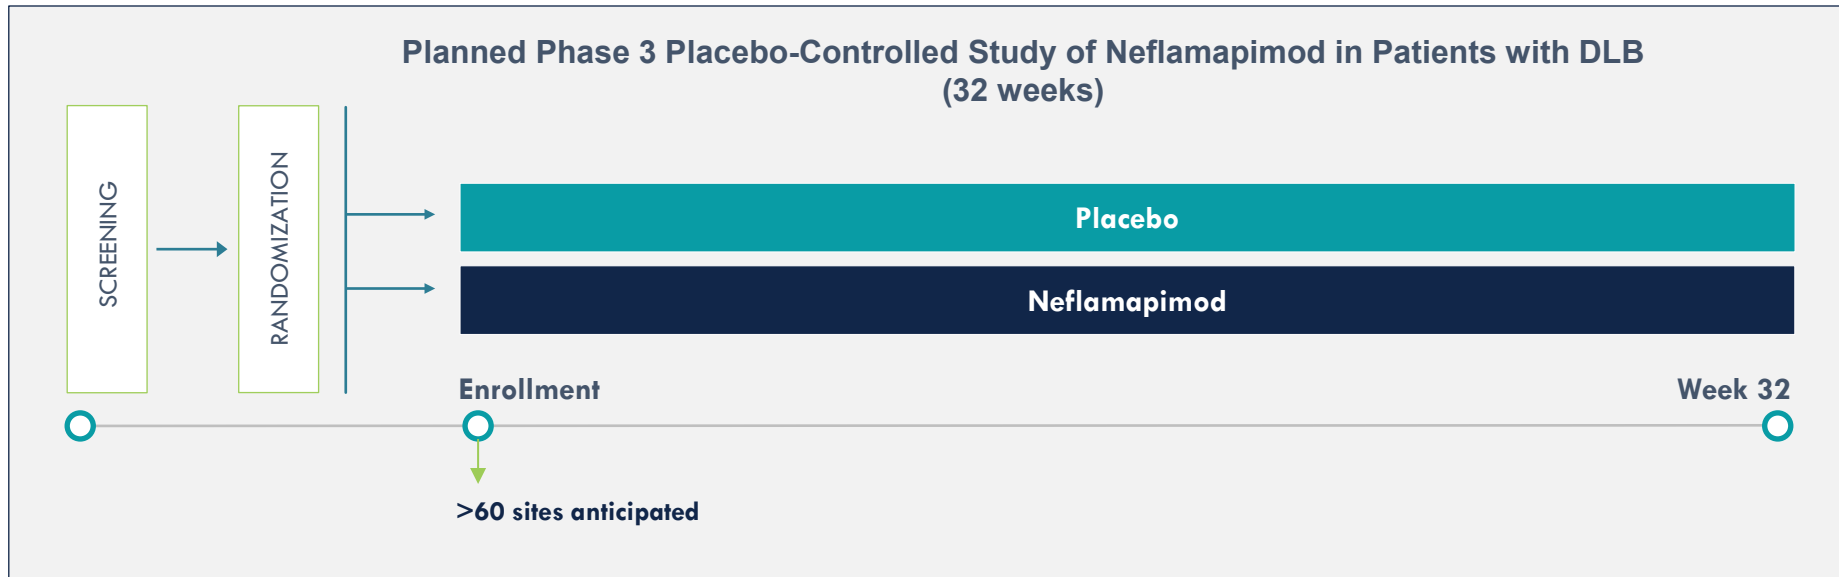 Planned Phase 3 Placebo-Controlled Study of Neflamapimod in Patients with DLB
(32 weeks)
SCREENING
RANDOMIZATION
Placebo
Neflamapimod
Enrollment
Week 32
>60 sites anticipated